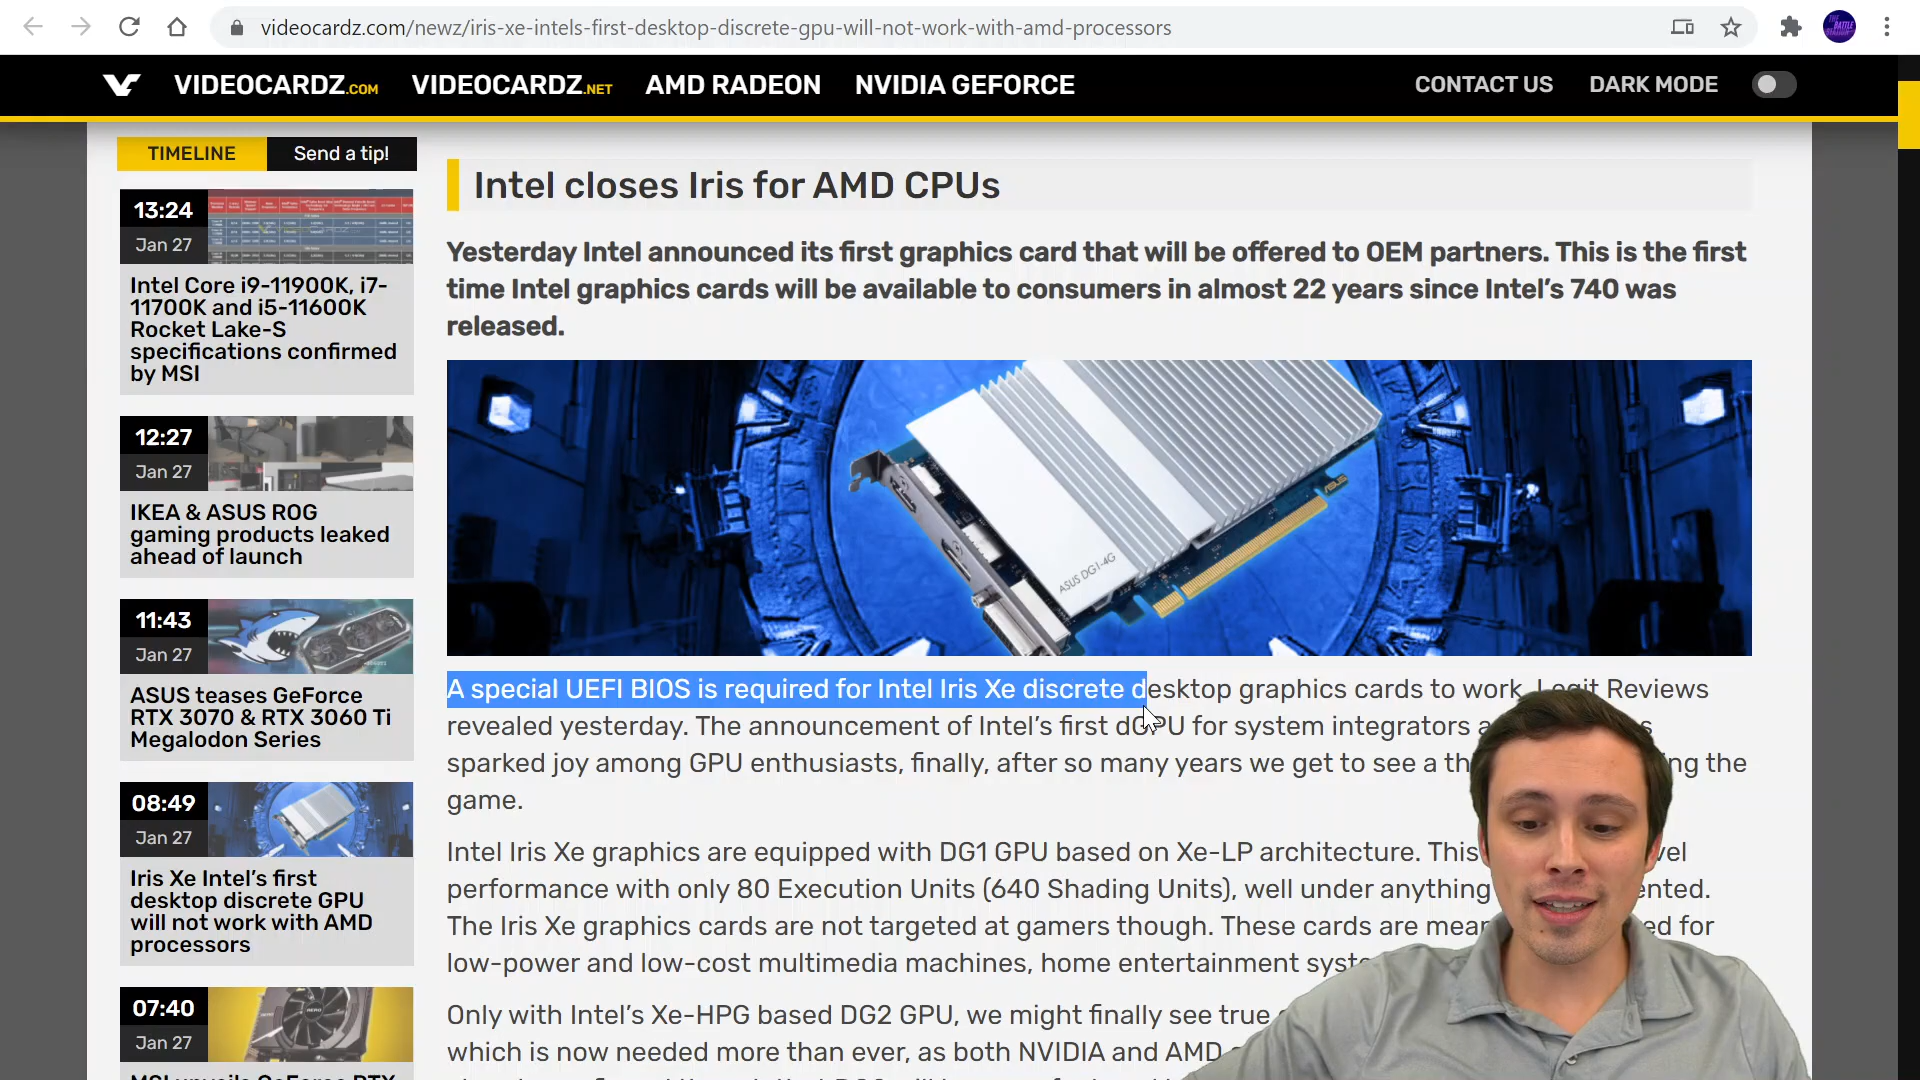 videocardz.com/newz/iris-xe-intels-first-desktop-discrete-gpu-will-not-work-with-amd-processors
VIDEOCARDZ.COM VIDEOCARDZ.NET AMD RADEON NVIDIA GEFORCE CONTACT US DARK MODE
TIMELINE Send a tip!
13:24
Jan 27
Intel Core i9-11900K, i7-
11700K and i5-11600K
Rocket Lake-S
specifications confirmed
by MSI
12:27
Jan 27
IKEA & ASUS ROG
gaming products leaked
ahead of launch
11:43
Jan 27
ASUS teases GeForce
RTX 3070 & RTX 3060 Ti
Megalodon Series
08:49
Jan 27
Iris Xe Intel's first
desktop discrete GPU
will not work with AMD
processors
07:40
Jan 27
Intel closes Iris for AMD CPUs
Yesterday Intel announced its first graphics card that will be offered to OEM partners. This is the first
time Intel graphics cards will be available to consumers in almost 22 years since Intel's 740 was
released.
ASUS
ASUS DG1-4G
A special UEFI BIOS is required for Intel Iris Xe discrete desktop graphics cards to work, Legit Reviews
revealed yesterday. The announcement of Intel's first dGPU for system integrators
sparked joy among GPU enthusiasts, finally, after so many years we get to see a the
game.
Intel Iris Xe graphics are equipped with DG1 GPU based on Xe-LP architecture. This
performance with only 80 Execution Units (640 Shading Units), well under anything
The Iris Xe graphics cards are not targeted at gamers though. These cards are for
low-power and low-cost multimedia machines, home entertainment
Only with Intel's Xe-HPG based DG2 GPU, we might finally see true
which is now needed more than ever, as both NVIDIA and AMD